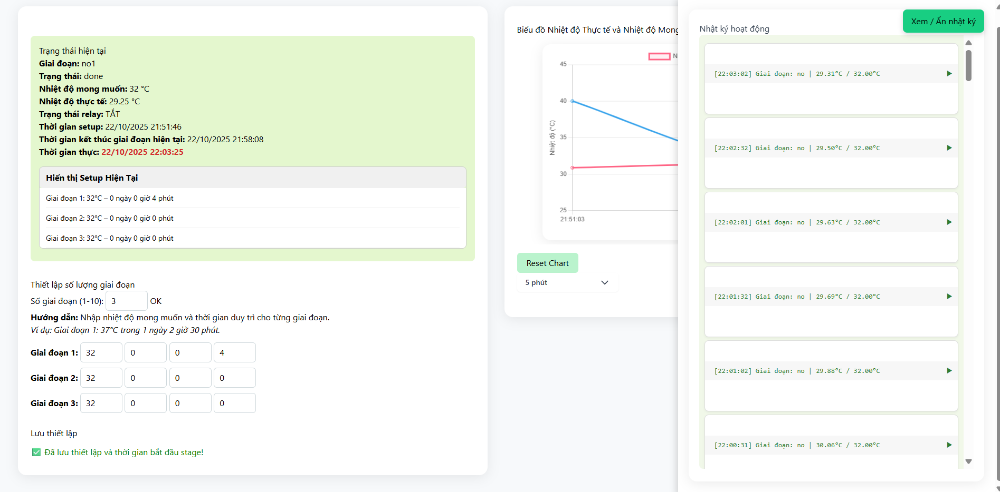 Trạng thái hiện tại
Giai đoạn: no1
Trạng thái: done
Nhiệt độ mong muốn: 32 °C
Nhiệt độ thực tế: 29.25 °C
Trạng thái relay: TẮT
Thời gian setup: 22/10/2025 21:51:46
Thời gian kết thúc giai đoạn hiện tại: 22/10/2025 21:58:08
Thời gian thực: 22/10/2025 22:03:25
Hiển thị Setup Hiện Tại
Giai đoạn 1: 32°C – 0 ngày 0 giờ 4 phút
Giai đoạn 2: 32°C – 0 ngày 0 giờ 0 phút
Giai đoạn 3: 32°C – 0 ngày 0 giờ 0 phút
Thiết lập số lượng giai đoạn
Số giai đoạn (1-10): 3 OK
Hướng dẫn: Nhập nhiệt độ mong muốn và thời gian duy trì cho từng giai đoạn.
Ví dụ: Giai đoạn 1: 37°C trong 1 ngày 2 giờ 30 phút.
Giai đoạn 1: 32 0 0 4
Giai đoạn 2: 32 0 0 0
Giai đoạn 3: 32 0 0 0
Lưu thiết lập
✅ Đã lưu thiết lập và thời gian bắt đầu stage!
Biểu đồ Nhiệt độ Thực tế và Nhiệt độ Mong
45
40
35
30
25
Nhiệt độ (°C)
21:51:03
Reset Chart
5 phút
Xem / Ẩn nhật ký
Nhật ký hoạt động
[22:03:02] Giai đoạn: no | 29.31°C / 32.00°C
[22:02:32] Giai đoạn: no | 29.50°C / 32.00°C
[22:02:01] Giai đoạn: no | 29.63°C / 32.00°C
[22:01:32] Giai đoạn: no | 29.69°C / 32.00°C
[22:01:02] Giai đoạn: no | 29.88°C / 32.00°C
[22:00:31] Giai đoạn: no | 30.06°C / 32.00°C